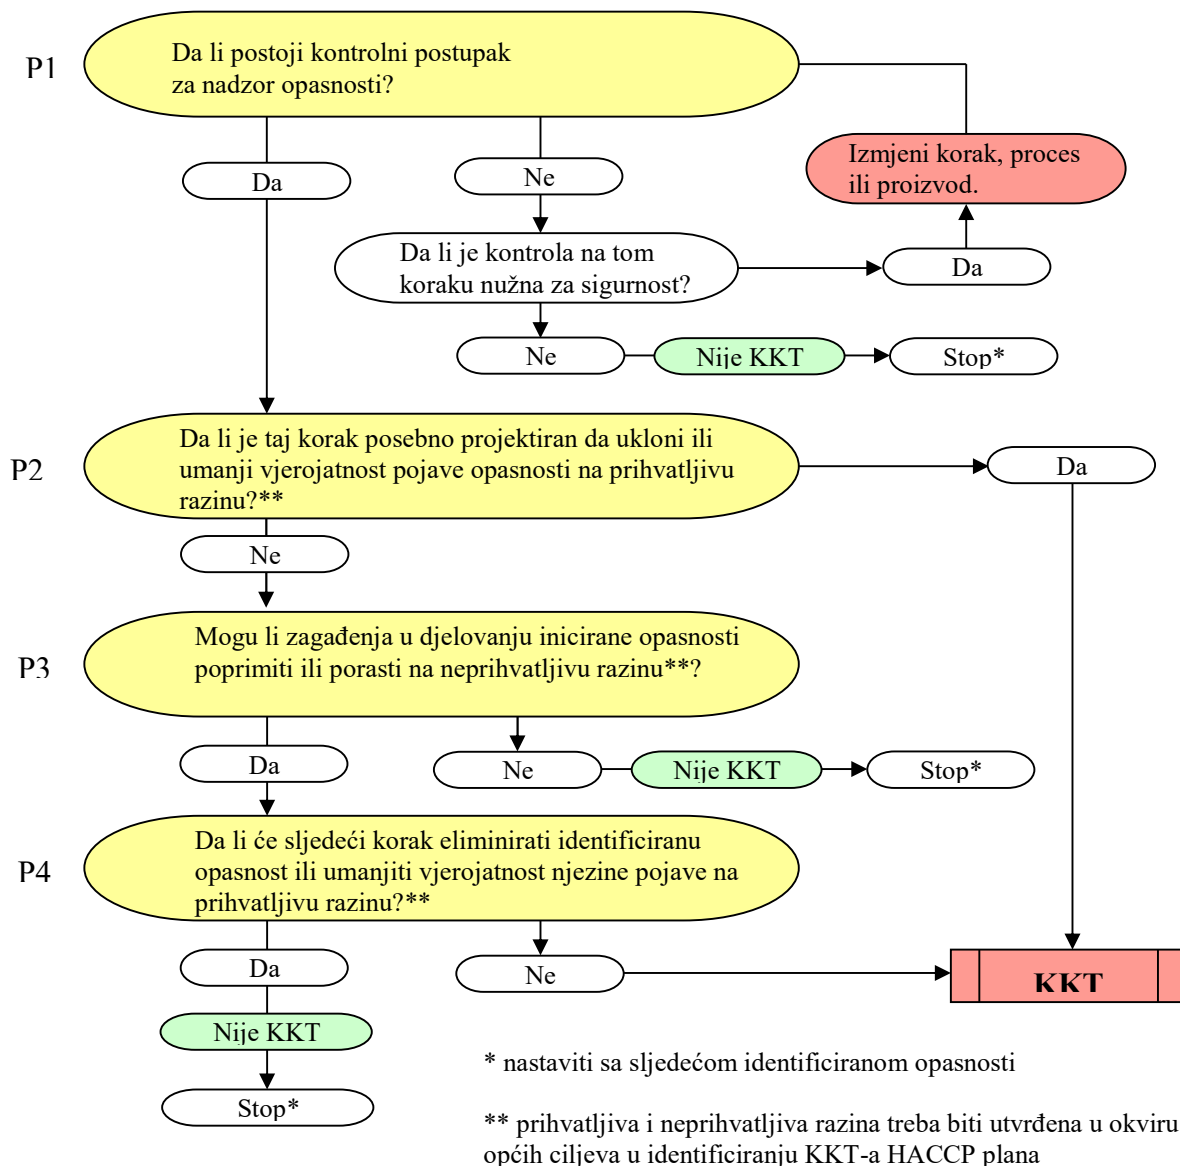 P1
Da li postoji kontrolni postupak
za nadzor opasnosti?
Izmjeni korak, proces
ili proizvod.
Da
Ne
Da li je kontrola na tom
koraku nužna za sigurnost?
Da
Ne
Nije KKT
Stop*
P2
Da li je taj korak posebno projektiran da ukloni ili
umanji vjerojatnost pojave opasnosti na prihvatljivu
razinu?**
Da
Ne
P3
Mogu li zagađenja u djelovanju inicirane opasnosti
poprimiti ili porasti na neprihvatljivu razinu**?
Da
Ne
Nije KKT
Stop*
P4
Da li će sljedeći korak eliminirati identificiranu
opasnost ili umanjiti vjerojatnost njezine pojave na
prihvatljivu razinu?**
Da
Ne
KKT
Nije KKT
Stop*
* nastaviti sa sljedećom identificiranom opasnosti
** prihvatljiva i neprihvatljiva razina treba biti utvrđena u okviru
općih ciljeva u identificiranju KKT-a HACCP plana